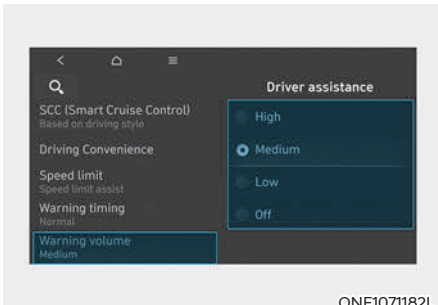 Driver assistance
SCC (Smart Cruise Control)
Based on driving style
Driving Convenience
Speed limit
Speed limit assist
Warning timing
Normal
Warning volume
Medium
High
Medium
Low
Off
ONE1071182L